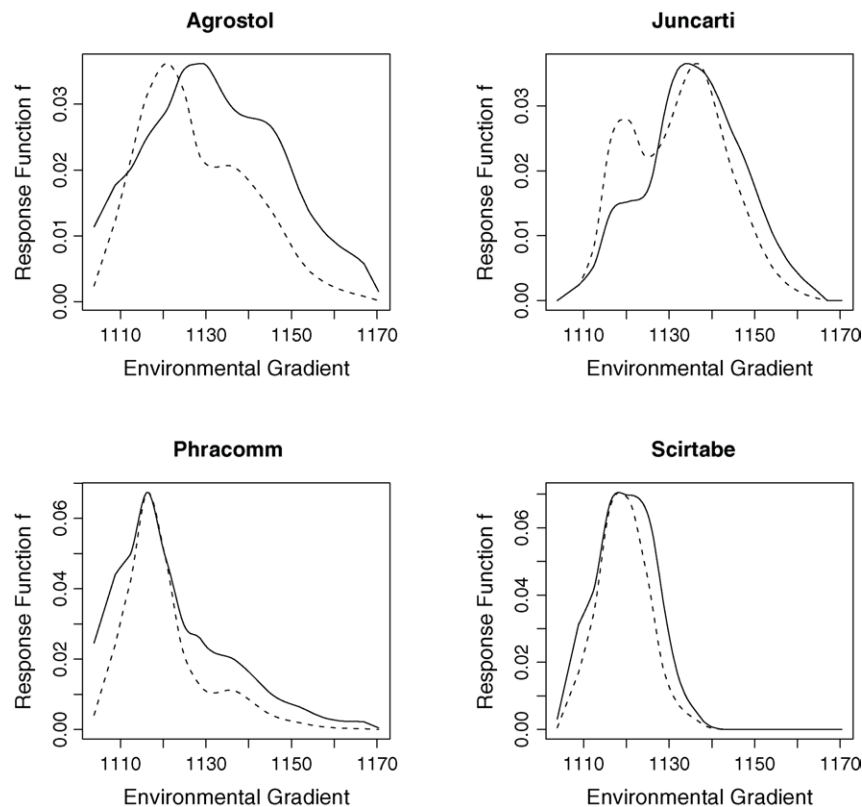 Agrostol
Response Function f
0.00 0.01 0.02 0.03
1110 1130 1150 1170
Environmental Gradient
Juncarti
Response Function f
0.00 0.01 0.02 0.03
1110 1130 1150 1170
Environmental Gradient
Phracomm
Response Function f
0.00 0.02 0.04 0.06
1110 1130 1150 1170
Environmental Gradient
Scirtabe
Response Function f
0.00 0.02 0.04 0.06
1110 1130 1150 1170
Environmental Gradient